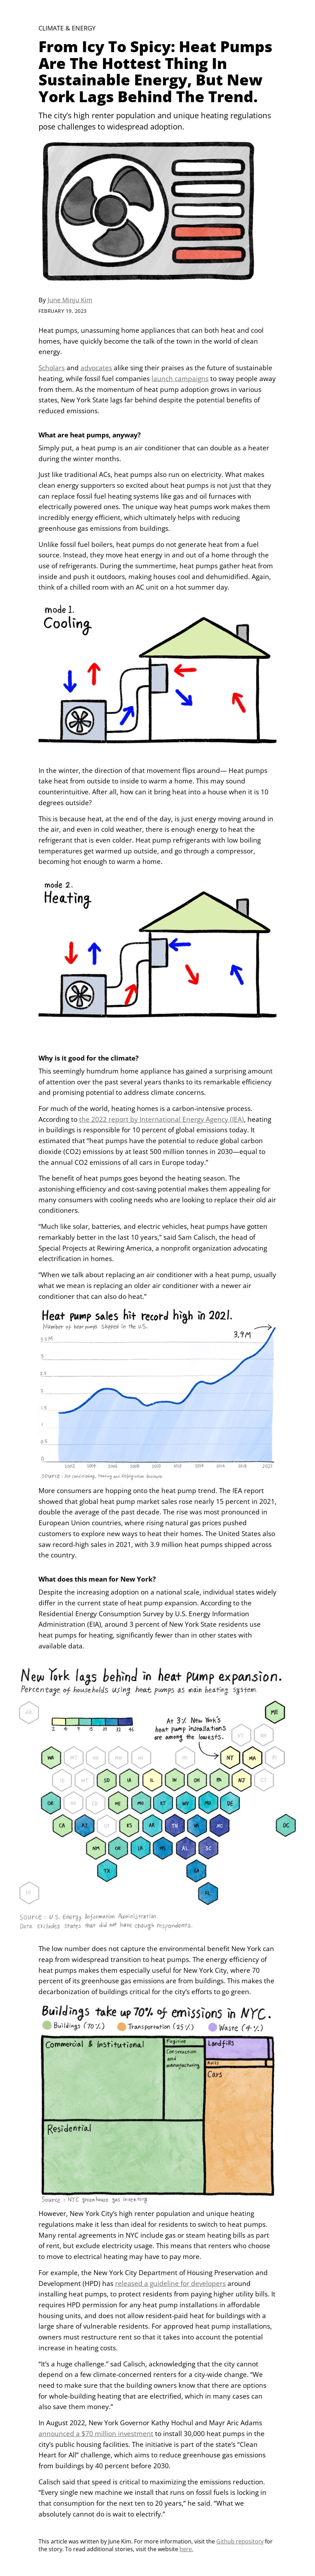 CLIMATE & ENERGY
From Icy To Spicy: Heat Pumps
Are The Hottest Thing In
Sustainable Energy, But New
York Lags Behind The Trend.
The city's high renter population and unique heating regulations
pose challenges to widespread adoption.
By June Minju Kim
FEBRUARY 19, 2023
Heat pumps, unassuming home appliances that can both heat and cool
homes, have quickly become the talk of the town in the world of clean
energy.
Scholars and advocates alike sing their praises as the future of sustainable
heating, while fossil fuel companies launch campaigns to sway people away
from them. As the momentum of heat pump adoption grows in various
states, New York State lags far behind despite the potential benefits of
reduced emissions.
What are heat pumps, anyway?
Simply put, a heat pump is an air conditioner that can double as a heater
during the winter months.
Just like traditional ACs, heat pumps also run on electricity. What makes
clean energy supporters so excited about heat pumps is not just that they
can replace fossil fuel heating systems like gas and oil furnaces with
electrically powered ones. The unique way heat pumps work makes them
incredibly energy efficient, which ultimately helps with reducing
greenhouse gas emissions from buildings.
Unlike fossil fuel boilers, heat pumps do not generate heat from a fuel
source. Instead, they move heat energy in and out of a home through the
use of refrigerants. During the summertime, heat pumps gather heat from
inside and push it outdoors, making houses cool and dehumidified. Again,
think of a chilled room with an AC unit on a hot summer day.
mode 1.
Cooling
In the winter, the direction of that movement flips around— Heat pumps
take heat from outside to inside to warm a home. This may sound
counterintuitive. After all, how can it bring heat into a house when it is 10
degrees outside?
This is because heat, at the end of the day, is just energy moving around in
the air, and even in cold weather, there is enough energy to heat the
refrigerant that is even colder. Heat pump refrigerants with low boiling
temperatures get warmed up outside, and go through a compressor,
becoming hot enough to warm a home.
mode 2.
Heating
Why is it good for the climate?
This seemingly humdrum home appliance has gained a surprising amount
of attention over the past several years thanks to its remarkable efficiency
and promising potential to address climate concerns.
For much of the world, heating homes is a carbon-intensive process.
According to the 2022 report by International Energy Agency (IEA), heating
in buildings is responsible for 10 percent of global emissions today. It
estimated that "heat pumps have the potential to reduce global carbon
dioxide (CO2) emissions by at least 500 million tonnes in 2030—equal to
the annual CO2 emissions of all cars in Europe today."
The benefit of heat pumps goes beyond the heating season. The
astonishing efficiency and cost-saving potential makes them appealing for
many consumers with cooling needs who are looking to replace their old air
conditioners.
"Much like solar, batteries, and electric vehicles, heat pumps have gotten
remarkably better in the last 10 years," said Sam Calisch, the head of
Special Projects at Rewiring America, a nonprofit organization advocating
electrification in homes.
"When we talk about replacing an air conditioner with a heat pump, usually
what we mean is replacing an older air conditioner with a newer air
conditioner that can also do heat."
Heat pump sales hit record high in 2021.
Number of heat pumps shipped in the U.S.
3.9M
3
2
1
0.5
0
2002 2004 2006 2008 2010 2012 2014 2016 2018 2021
SOURCE: Air conditioning, Heating and Refrigeration Institute
More consumers are hopping onto the heat pump trend. The IEA report
showed that global heat pump market sales rose nearly 15 percent in 2021,
double the average of the past decade. The rise was most pronounced in
European Union countries, where rising natural gas prices pushed
customers to explore new ways to heat their homes. The United States also
saw record-high sales in 2021, with 3.9 million heat pumps shipped across
the country.
What does this mean for New York?
Despite the increasing adoption on a national scale, individual states widely
differ in the current state of heat pump expansion. According to the
Residential Energy Consumption Survey by U.S. Energy Information
Administration (EIA), around 3 percent of New York State residents use
heat pumps for heating, significantly fewer than in other states with
available data.
New York lags behind in heat pump expansion.
Percentage of households using heat pumps as main heating system.
ME
At 3% New York's
heat pump installations
are among the lowests.
WA NY MA
SD IA IL IN OH PA NJ
OR NE MO KY WV MD DE
CA AZ KS AR TN VA NC DC
NM OK LA MS AL SC
TX GA
FL
Source: U.S. Energy Information Administration.
Data excludes states that did not have enough respondents.
The low number does not capture the environmental benefit New York can
reap from widespread transition to heat pumps. The energy efficiency of
heat pumps makes them especially useful for New York City, where 70
percent of its greenhouse gas emissions are from buildings. This makes the
decarbonization of buildings critical for the city's efforts to go green.
Buildings take up 70% of emissions in NYC.
Buildings (70%) Transportation (25%) Waste (4%)
Commercial & Institutional
Fugitive
Construction
and
manufacturing
Landfills
Cars
Residential
Source: NYC greenhouse gas Inventory
However, New York City's high renter population and unique heating
regulations make it less than ideal for residents to switch to heat pumps.
Many rental agreements in NYC include gas or steam heating bills as part
of rent, but exclude electricity usage. This means that renters who choose
to move to electrical heating may have to pay more.
For example, the New York City Department of Housing Preservation and
Development (HPD) has released a guideline for developers around
installing heat pumps, to protect residents from paying higher utility bills. It
requires HPD permission for any heat pump installations in affordable
housing units, and does not allow resident-paid heat for buildings with a
large share of vulnerable residents. For approved heat pump installations,
owners must restructure rent so that it takes into account the potential
increase in heating costs.
"It's a huge challenge." sad Calisch, acknowledging that the city cannot
depend on a few climate-concerned renters for a city-wide change. "We
need to make sure that the building owners know that there are options
for whole-building heating that are electrified, which in many cases can
also save them money."
In August 2022, New York Governor Kathy Hochul and Mayr Aric Adams
announced a $70 million investment to install 30,000 heat pumps in the
city's public housing facilities. The initiative is part of the state's "Clean
Heart for All" challenge, which aims to reduce greenhouse gas emissions
from buildings by 40 percent before 2030.
Calisch said that speed is critical to maximizing the emissions reduction.
"Every single new machine we install that runs on fossil fuels is locking in
that consumption for the next ten to 20 years," he said. "What we
absolutely cannot do is wait to electrify."
This article was written by June Kim. For more information, visit the Github repository for
the story. To read additional stories, visit the website here.